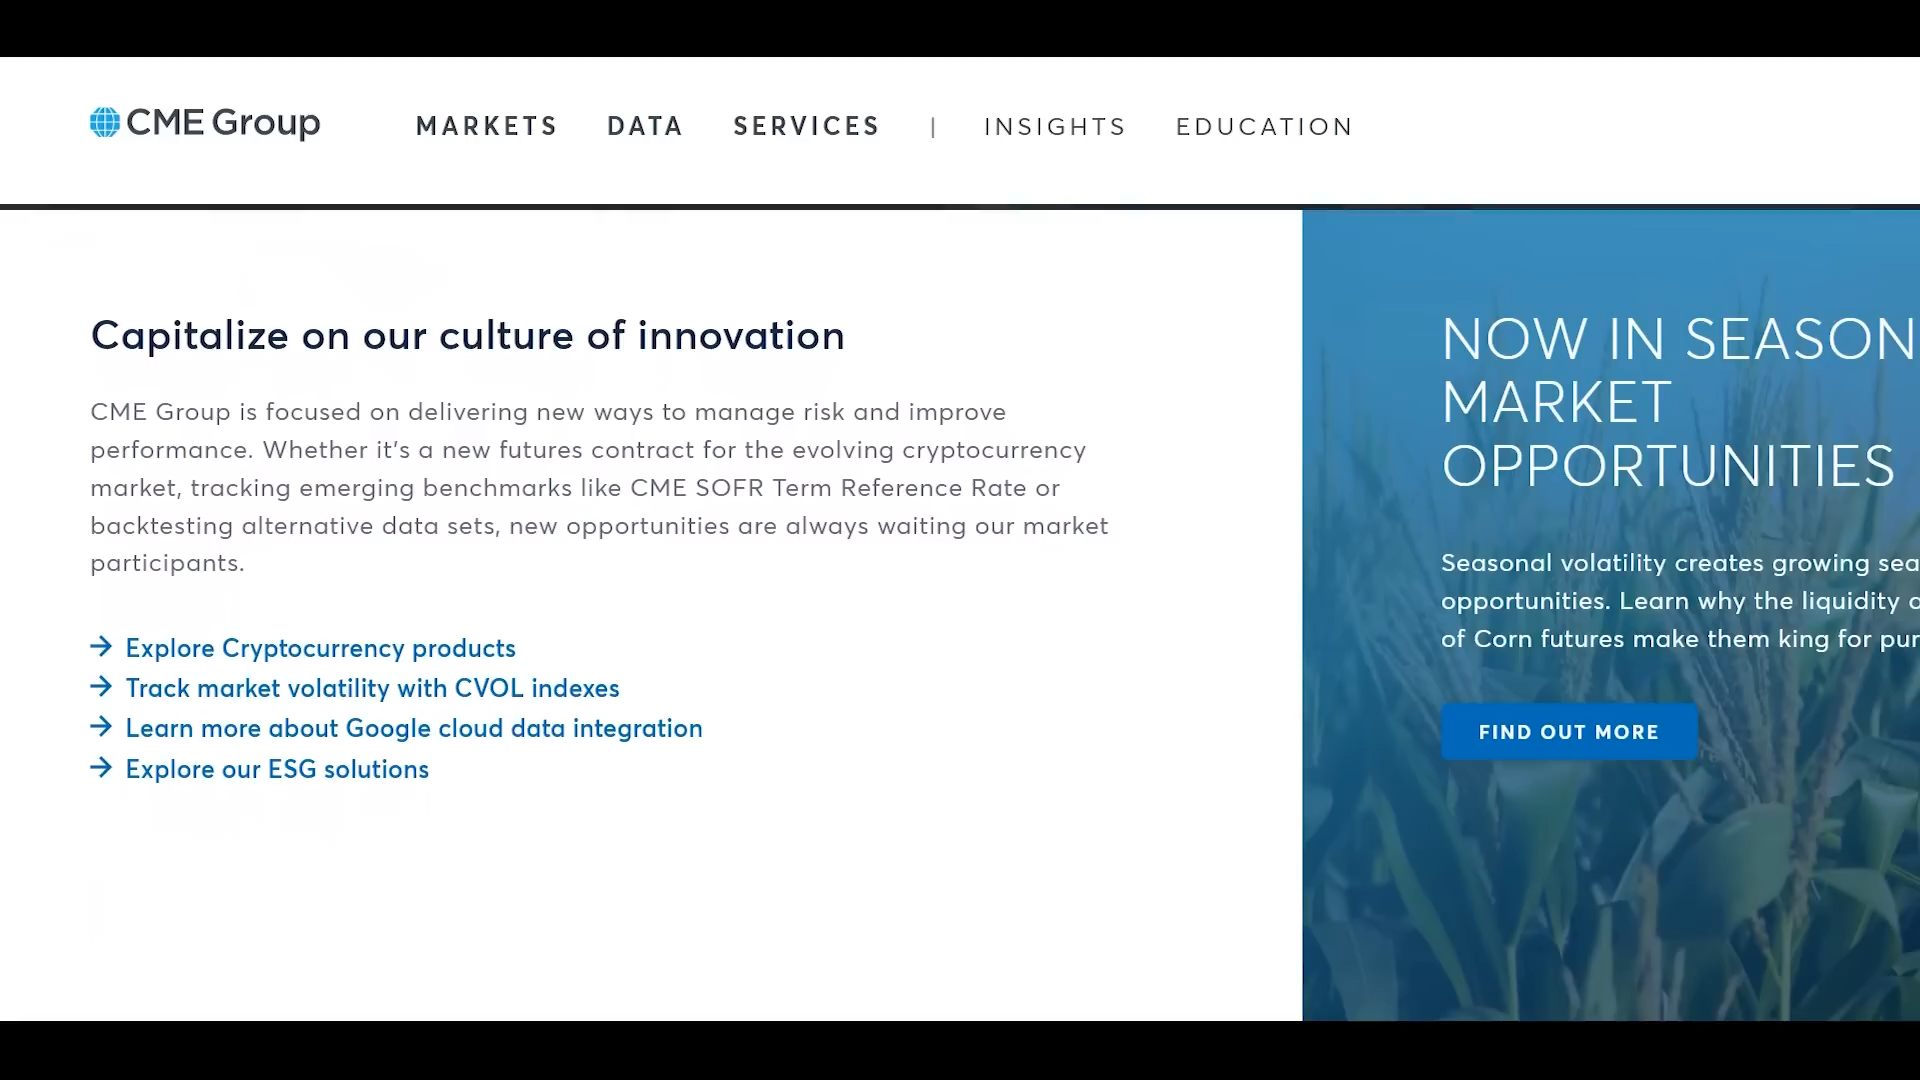 CME Group
MARKETS DATA SERVICES | INSIGHTS EDUCATION
Capitalize on our culture of innovation
CME Group is focused on delivering new ways to manage risk and improve
performance. Whether it's a new futures contract for the evolving cryptocurrency
market, tracking emerging benchmarks like CME SOFR Term Reference Rate or
backtesting alternative data sets, new opportunities are always waiting our market
participants.
→ Explore Cryptocurrency products
→ Track market volatility with CVOL indexes
→ Learn more about Google cloud data integration
→ Explore our ESG solutions
NOW IN SEASON
MARKET
OPPORTUNITIES
Seasonal volatility creates growing
opportunities. Learn why the liquidity
of Corn futures make them king for
FIND OUT MORE